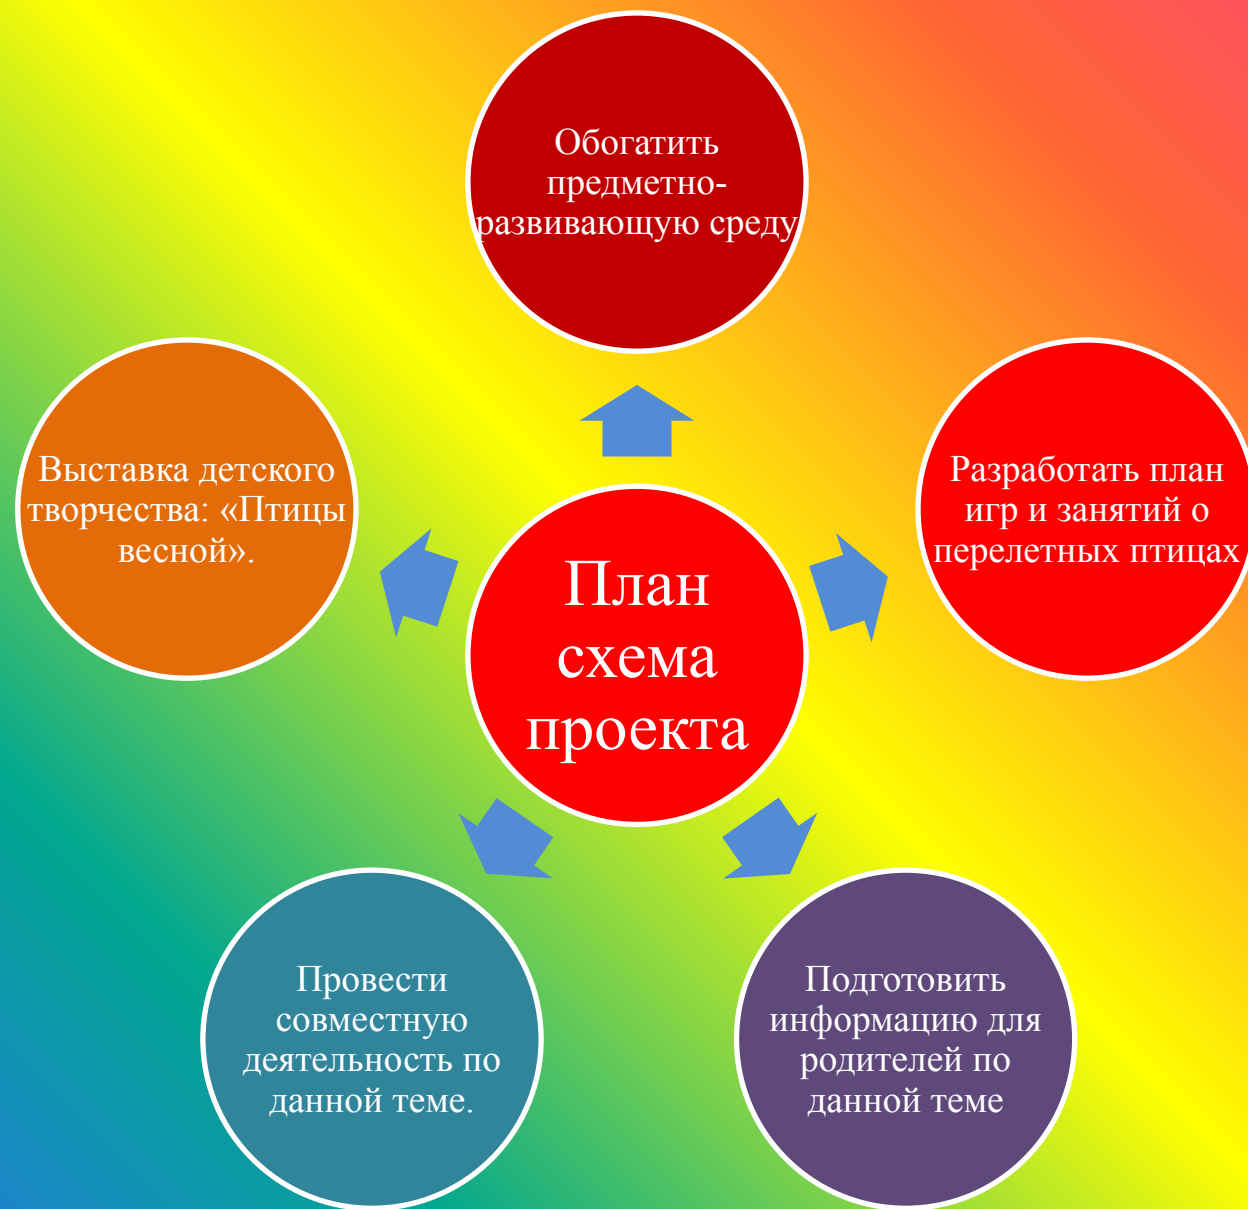 Обогатить
предметно-
развивающую среду
Выставка детского
творчества: «Птицы
весной».
Разработать план
игр и занятий о
перелетных птицах
План
схема
проекта
Провести
совместную
деятельность по
данной теме.
Подготовить
информацию для
родителей по
данной теме